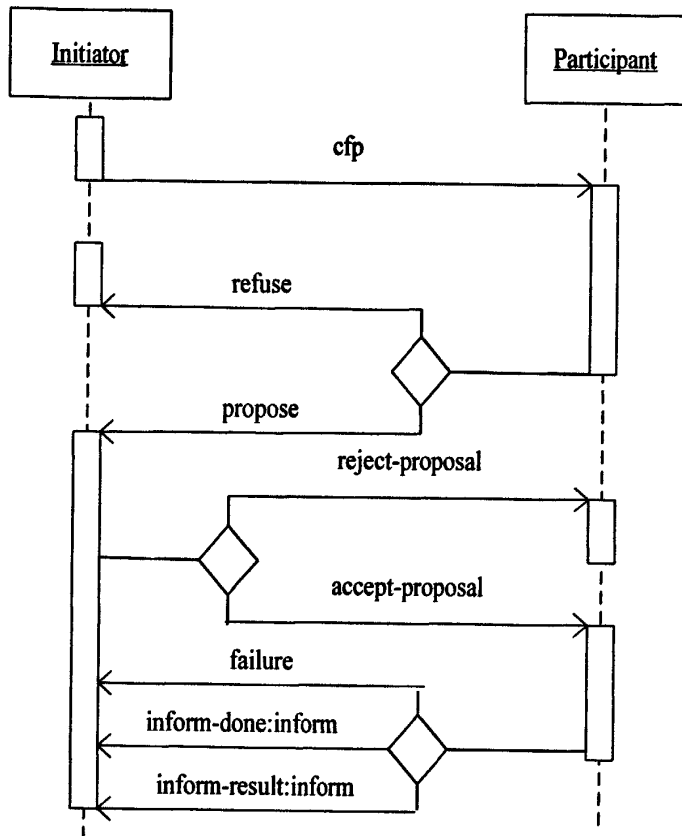 Initiator
Participant
cfp
refuse
propose
reject-proposal
accept-proposal
failure
inform-done:inform
inform-result:inform